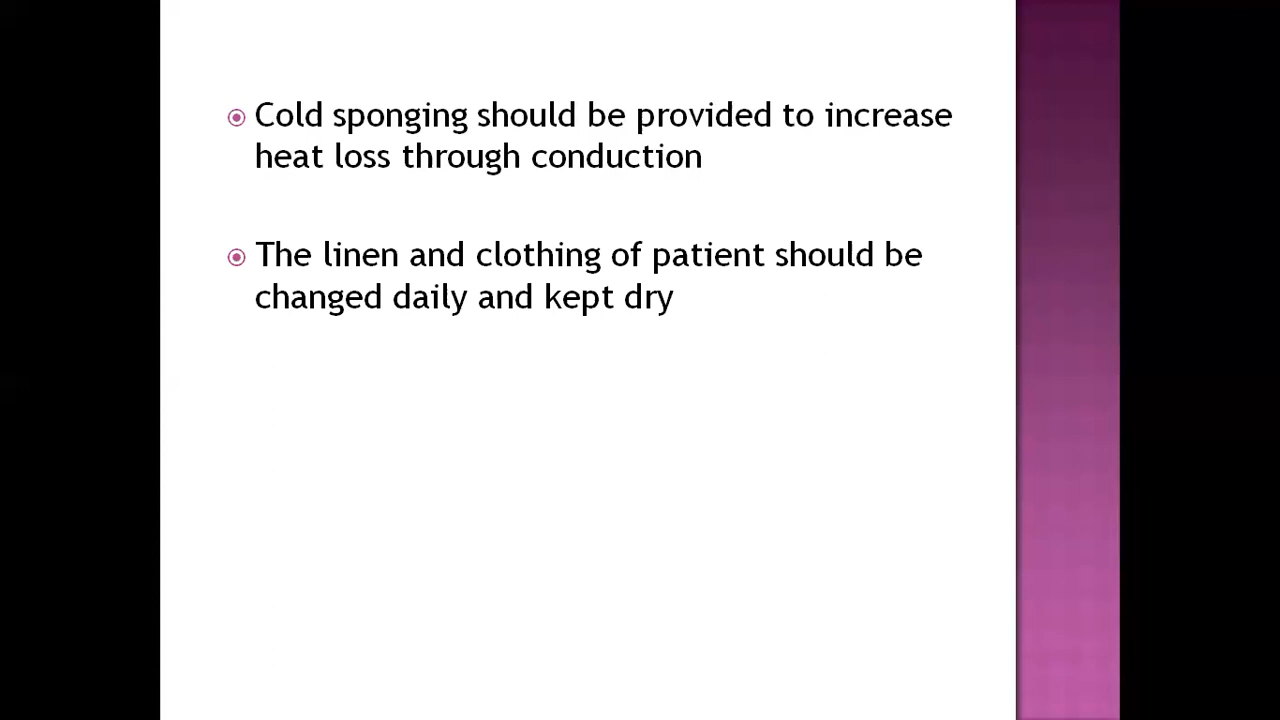 Cold sponging should be provided to increase
heat loss through conduction
The linen and clothing of patient should be
changed daily and kept dry